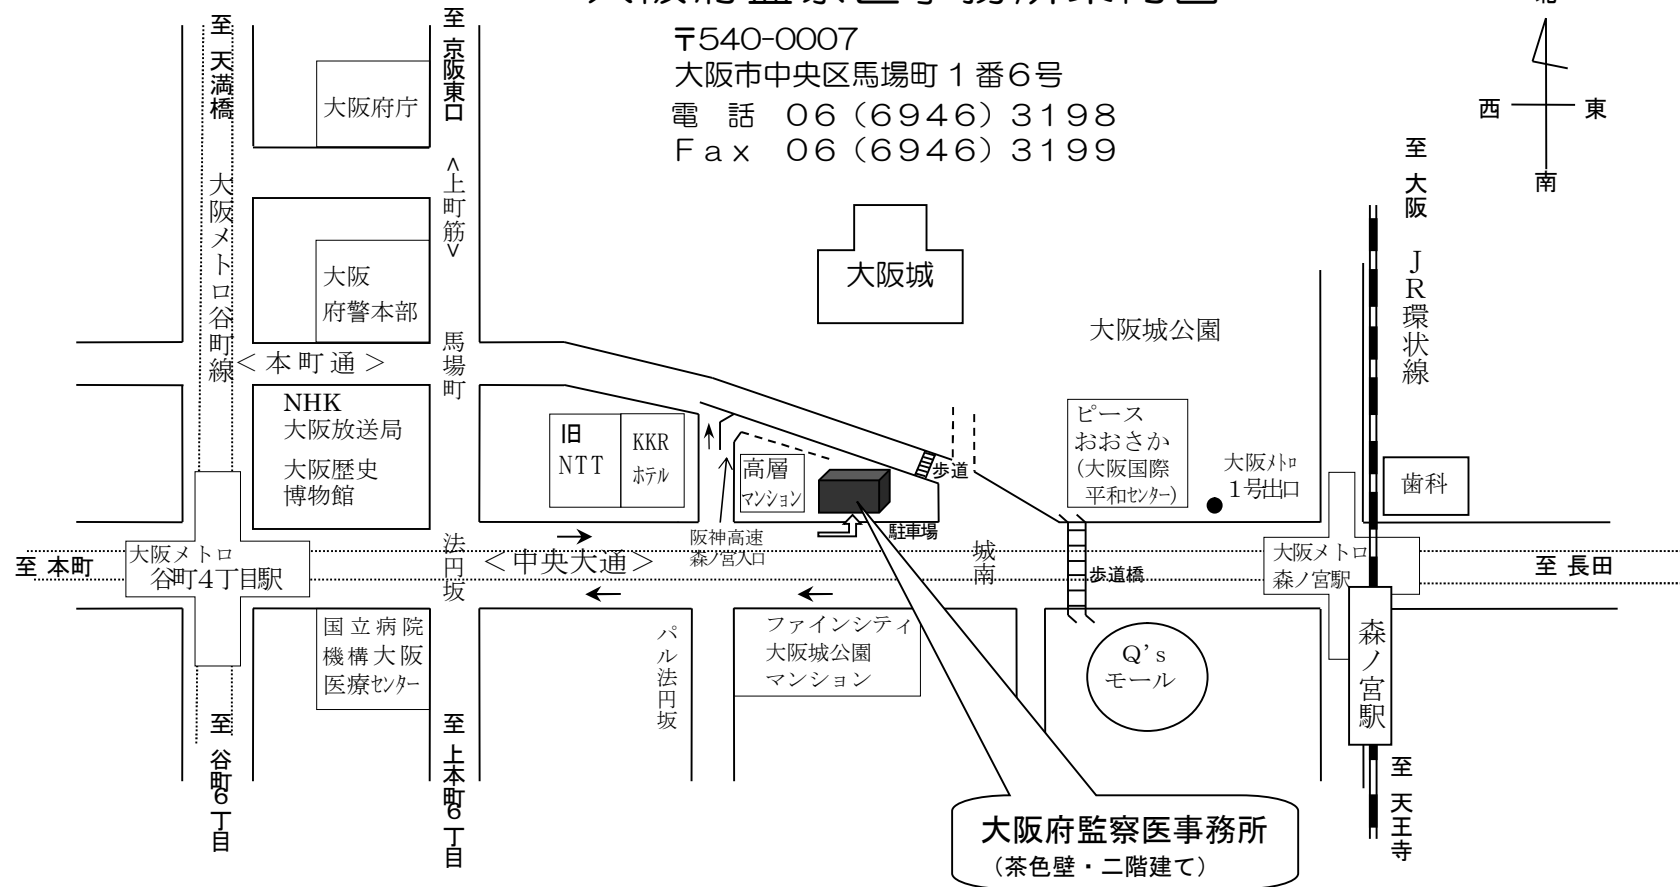 大阪府監察医事務所案内図
〒540-0007
大阪市中央区馬場町1番6号
電 話 06(6946)3198
Fax 06(6946)3199
北
西
東
南
至 天満橋
大阪メトロ谷町線
至 京阪東口
<上町筋>
大阪府庁
大阪
府警本部
馬場町
<本町通>
大阪城
大阪城公園
至 大阪
JR環状線
NHK
大阪放送局
大阪歴史
博物館
旧
NTT
KKR
ホテル
高層
マンション
歩道
ピース
おおさか
(大阪国際
平和センター)
大阪メトロ
1号出口
歯科
駐車場
阪神高速
森ノ宮入口
法円坂
<中央大通>
城南
歩道橋
至 本町
大阪メトロ
谷町4丁目駅
大阪メトロ
森ノ宮駅
至 長田
国立病院
機構大阪
医療センター
パル法円坂
ファインシティ
大阪城公園
マンション
Q's
モール
森ノ宮駅
至 谷町6丁目
至 上本町6丁目
至 天王寺
大阪府監察医事務所
(茶色壁・二階建て)